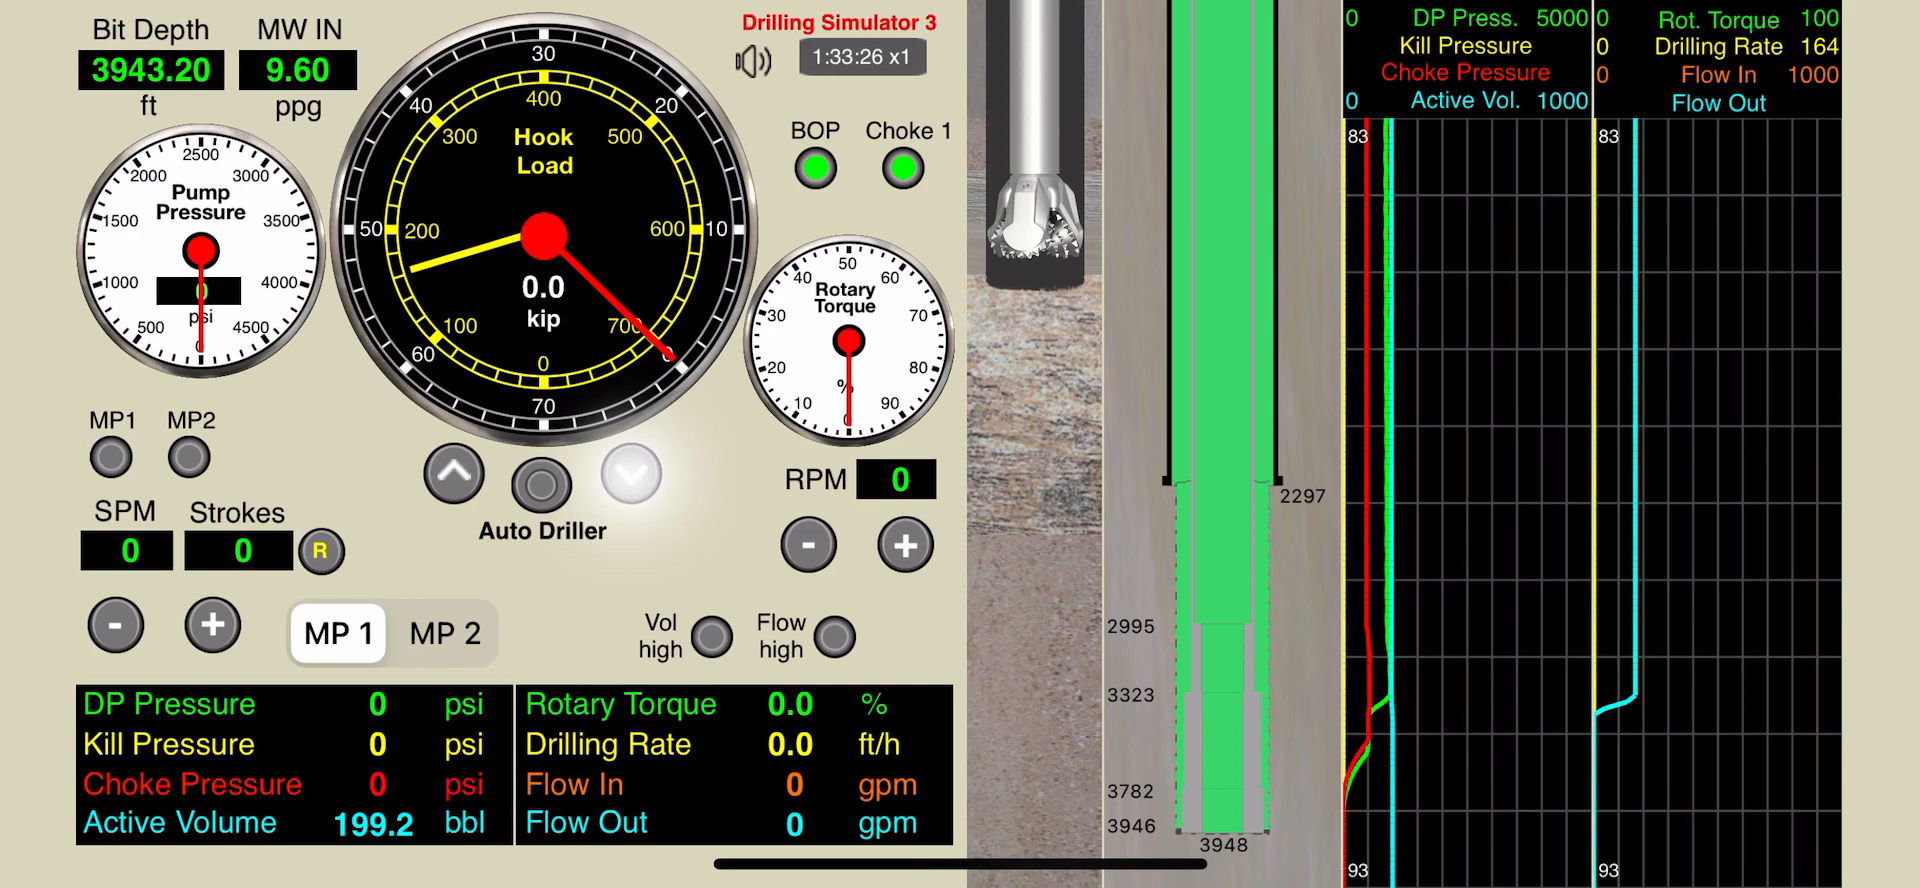 Bit Depth
3943.20
ft
MW IN
9.60
ppg
2500
2000
3000
Pump
Pressure
1500
3500
1000
4000
0
psi
500
4500
0
30
40
20
400
300
500
Hook
Load
50
200
600
10
0.0
kip
100
700
60
0
0
70
Drilling Simulator 3
1:33:26 x1
BOP
Choke 1
50
40
60
Rotary
Torque
30
70
20
80
%
10
90
0
MP1
MP2
SPM
0
Strokes
0
R
-
+
MP 1
MP 2
Auto Driller
RPM
0
-
+
Vol
high
Flow
high
DP Pressure 0 psi
Kill Pressure 0 psi
Choke Pressure 0 psi
Active Volume 199.2 bbl
Rotary Torque 0.0 %
Drilling Rate 0.0 ft/h
Flow In 0 gpm
Flow Out 0 gpm
2297
2995
3323
3782
3946
3948
0 DP Press. 5000
Kill Pressure
Choke Pressure
0 Active Vol. 1000
83
93
0 Rot. Torque 100
0 Drilling Rate 164
0 Flow In 1000
Flow Out
83
93